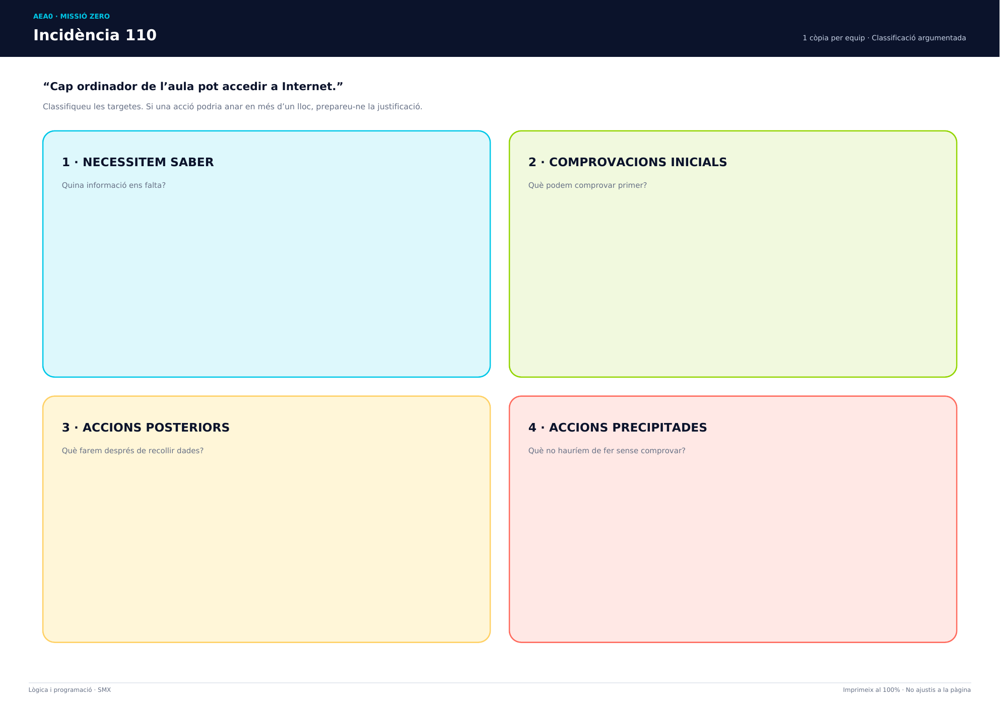 AEA0 · MISSIÓ ZERO
Incidència 110
1 còpia per equip · Classificació argumentada
“Cap ordinador de l’aula pot accedir a Internet.”
Classifiqueu les targetes. Si una acció podria anar en més d’un lloc, prepareu-ne la justificació.
1 · NECESSITEM SABER
Quina informació ens falta?
2 · COMPROVACIONS INICIALS
Què podem comprovar primer?
3 · ACCIONS POSTERIORS
Què farem després de recollir dades?
4 · ACCIONS PRECIPITADES
Què no hauríem de fer sense comprovar?
Lògica i programació · SMX
Imprimeix al 100% · No ajustis a la pàgina